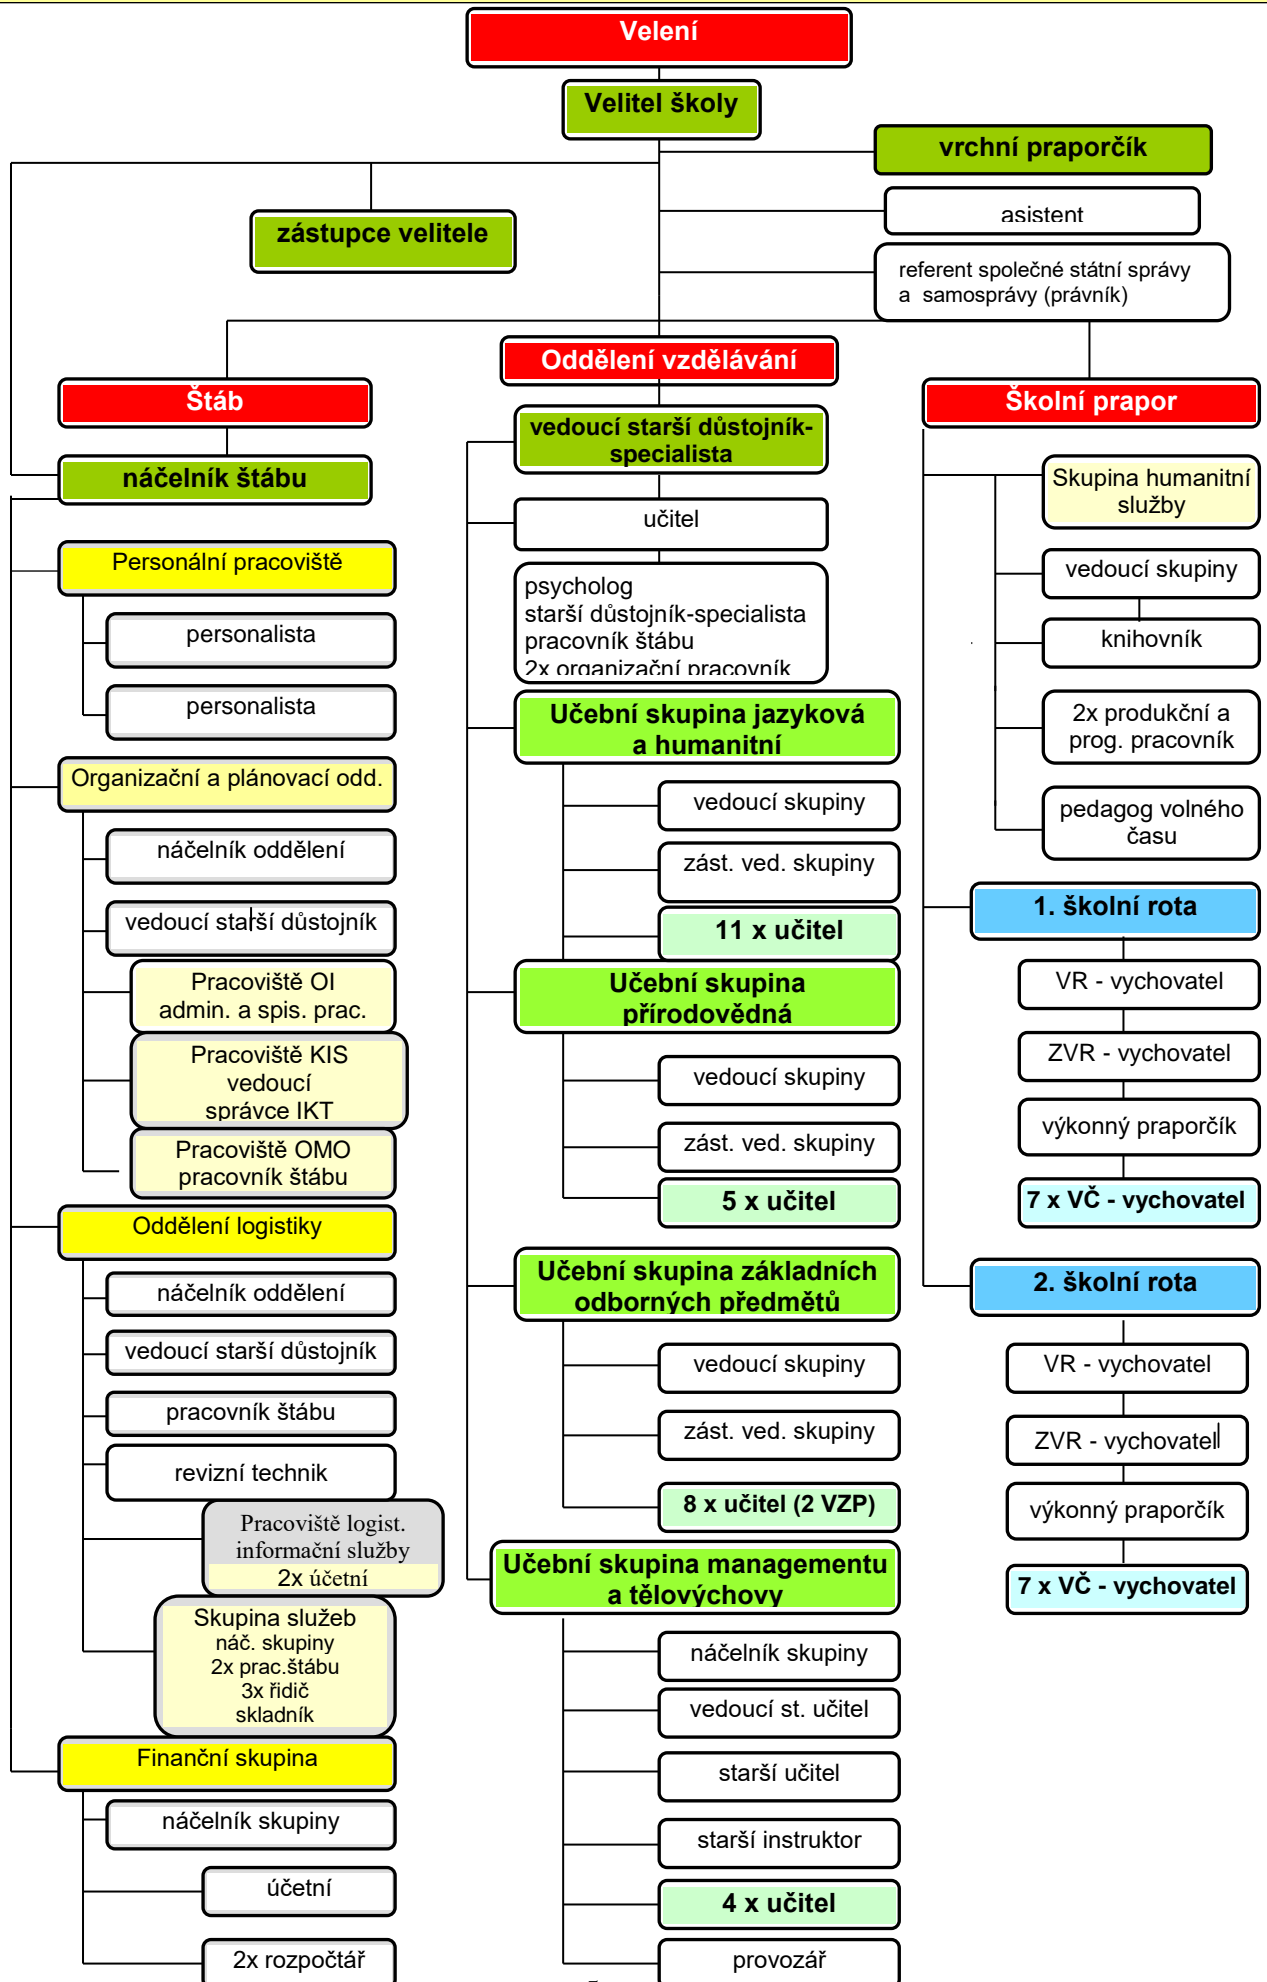 Velení
Velitel školy
vrchní praporčík
asistent
zástupce velitele
referent společné státní správy
a samosprávy (právník)
Štáb
náčelník štábu
Personální pracoviště
personalista
personalista
Organizační a plánovací odd.
náčelník oddělení
vedoucí starší důstojník
Pracoviště OI
admin. a spis. prac.
Pracoviště KIS
vedoucí
správce IKT
Pracoviště OMO
pracovník štábu
Oddělení logistiky
náčelník oddělení
vedoucí starší důstojník
pracovník štábu
revizní technik
Pracoviště logist.
informační služby
2x účetní
Skupina služeb
náč. skupiny
2x prac.štábu
3x řidič
skladník
Finanční skupina
náčelník skupiny
účetní
2x rozpočtář
Oddělení vzdělávání
vedoucí starší důstojník-
specialista
učitel
psycholog
starší důstojník-specialista
pracovník štábu
2x organizační pracovník
Učební skupina jazyková
a humanitní
vedoucí skupiny
zást. ved. skupiny
11 x učitel
Učební skupina
přírodovědná
vedoucí skupiny
zást. ved. skupiny
5 x učitel
Učební skupina základních
odborných předmětů
vedoucí skupiny
zást. ved. skupiny
8 x učitel (2 VZP)
Učební skupina managementu
a tělovýchovy
náčelník skupiny
vedoucí st. učitel
starší učitel
starší instruktor
4 x učitel
provozář
Školní prapor
Skupina humanitní
služby
vedoucí skupiny
knihovník
2x produkční a
prog. pracovník
pedagog volného
času
1. školní rota
VR - vychovatel
ZVR - vychovatel
výkonný praporčík
7 x VČ - vychovatel
2. školní rota
VR - vychovatel
ZVR - vychovatel
výkonný praporčík
7 x VČ - vychovatel